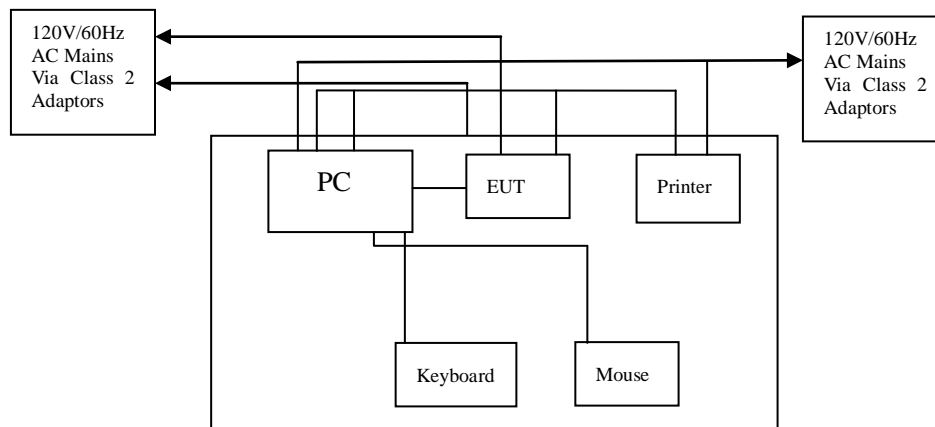 120V/60Hz
AC Mains
Via Class 2
Adaptors
120V/60Hz
AC Mains
Via Class 2
Adaptors
PC
EUT
Printer
Keyboard
Mouse